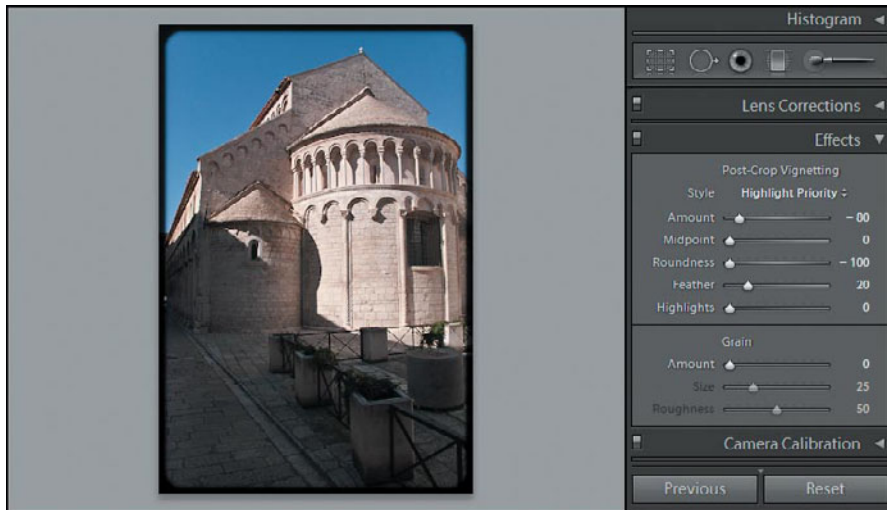 Histogram
Lens Corrections
Effects
Post-Crop Vignetting
Style Highlight Priority
Amount – 80
Midpoint 0
Roundness – 100
Feather 20
Highlights 0
Grain
Amount 0
Size 25
Roughness 50
Camera Calibration
Previous Reset